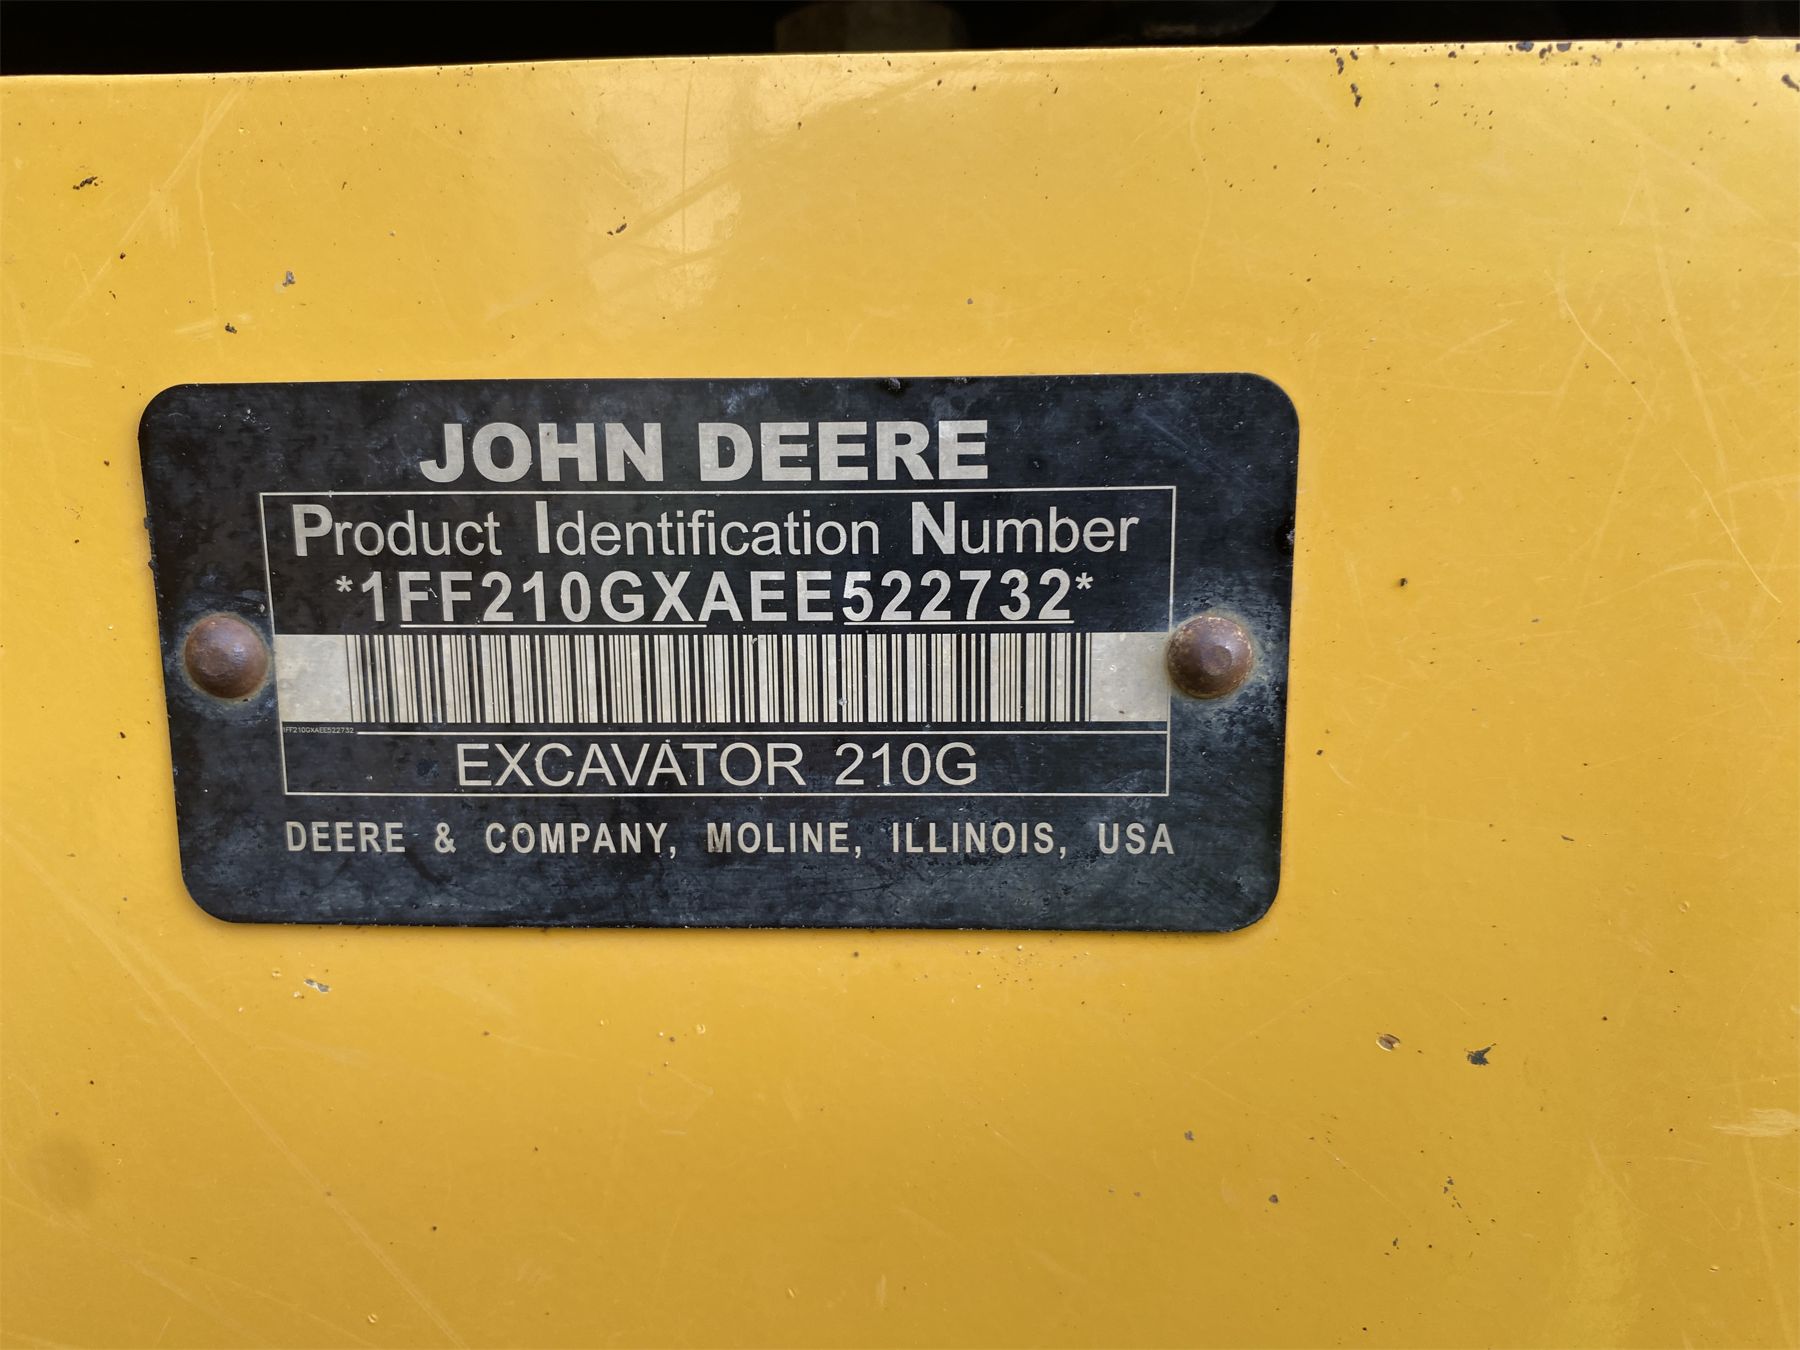 JOHN DEERE
Product Identification Number
*1FF210GXAEE522732*
1FF210GXAEE522732
EXCAVATOR 210G
DEERE & COMPANY, MOLINE, ILLINOIS, USA